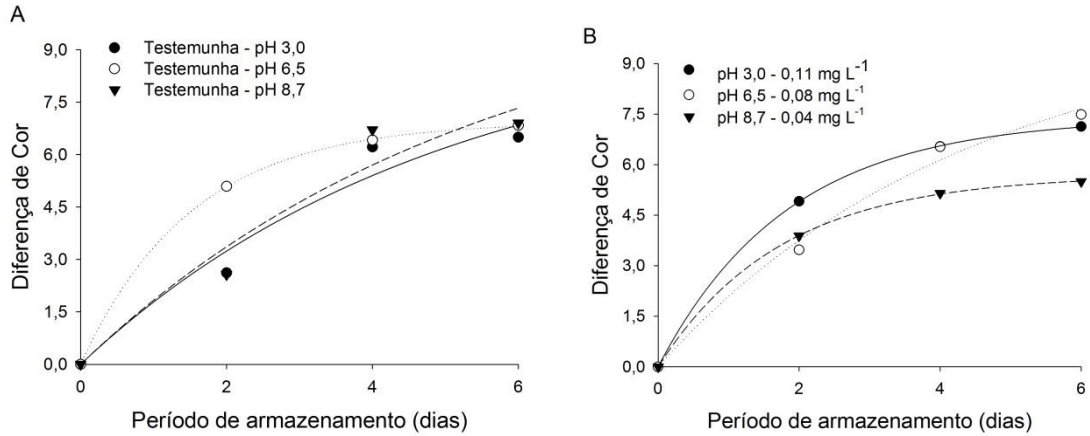 A
Testemunha - pH 3,0
Testemunha - pH 6,5
Testemunha - pH 8,7
9,0
7,5
6,0
4,5
3,0
1,5
0,0
Diferença de Cor
0 2 4 6
Período de armazenamento (dias)
B
pH 3,0 - 0,11 mg L⁻¹
pH 6,5 - 0,08 mg L⁻¹
pH 8,7 - 0,04 mg L⁻¹
9,0
7,5
6,0
4,5
3,0
1,5
0,0
Diferença de Cor
0 2 4 6
Período de armazenamento (dias)